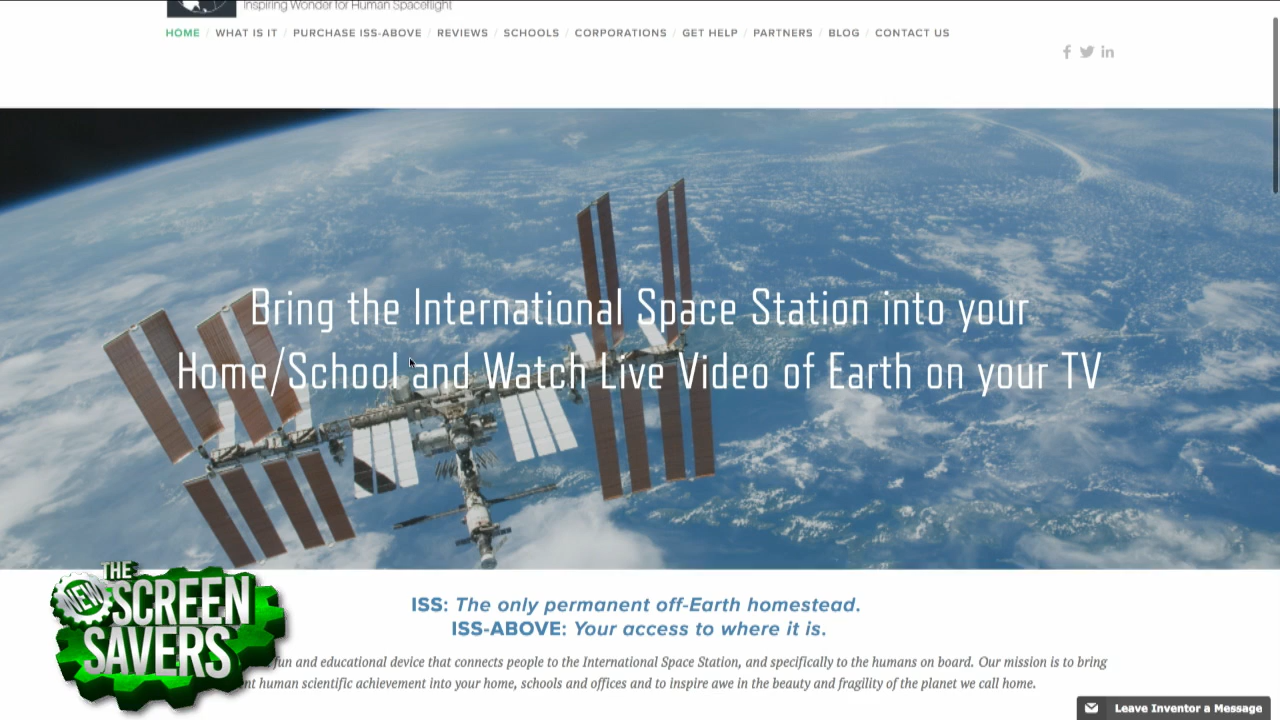 Inspiring Wonder for Human Spaceflight
HOME / WHAT IS IT / PURCHASE ISS-ABOVE / REVIEWS / SCHOOLS / CORPORATIONS / GET HELP / PARTNERS / BLOG / CONTACT US
Bring the International Space Station into your
Home/School and Watch Live Video of Earth on your TV
ISS: The only permanent off-Earth homestead.
ISS-ABOVE: Your access to where it is.
fun and educational device that connects people to the International Space Station, and specifically to the humans on board. Our mission is to bring
human scientific achievement into your home, schools and offices and to inspire awe in the beauty and fragility of the planet we call home.
THE
NEW
SCREEN
SAVERS
Leave Inventor a Message